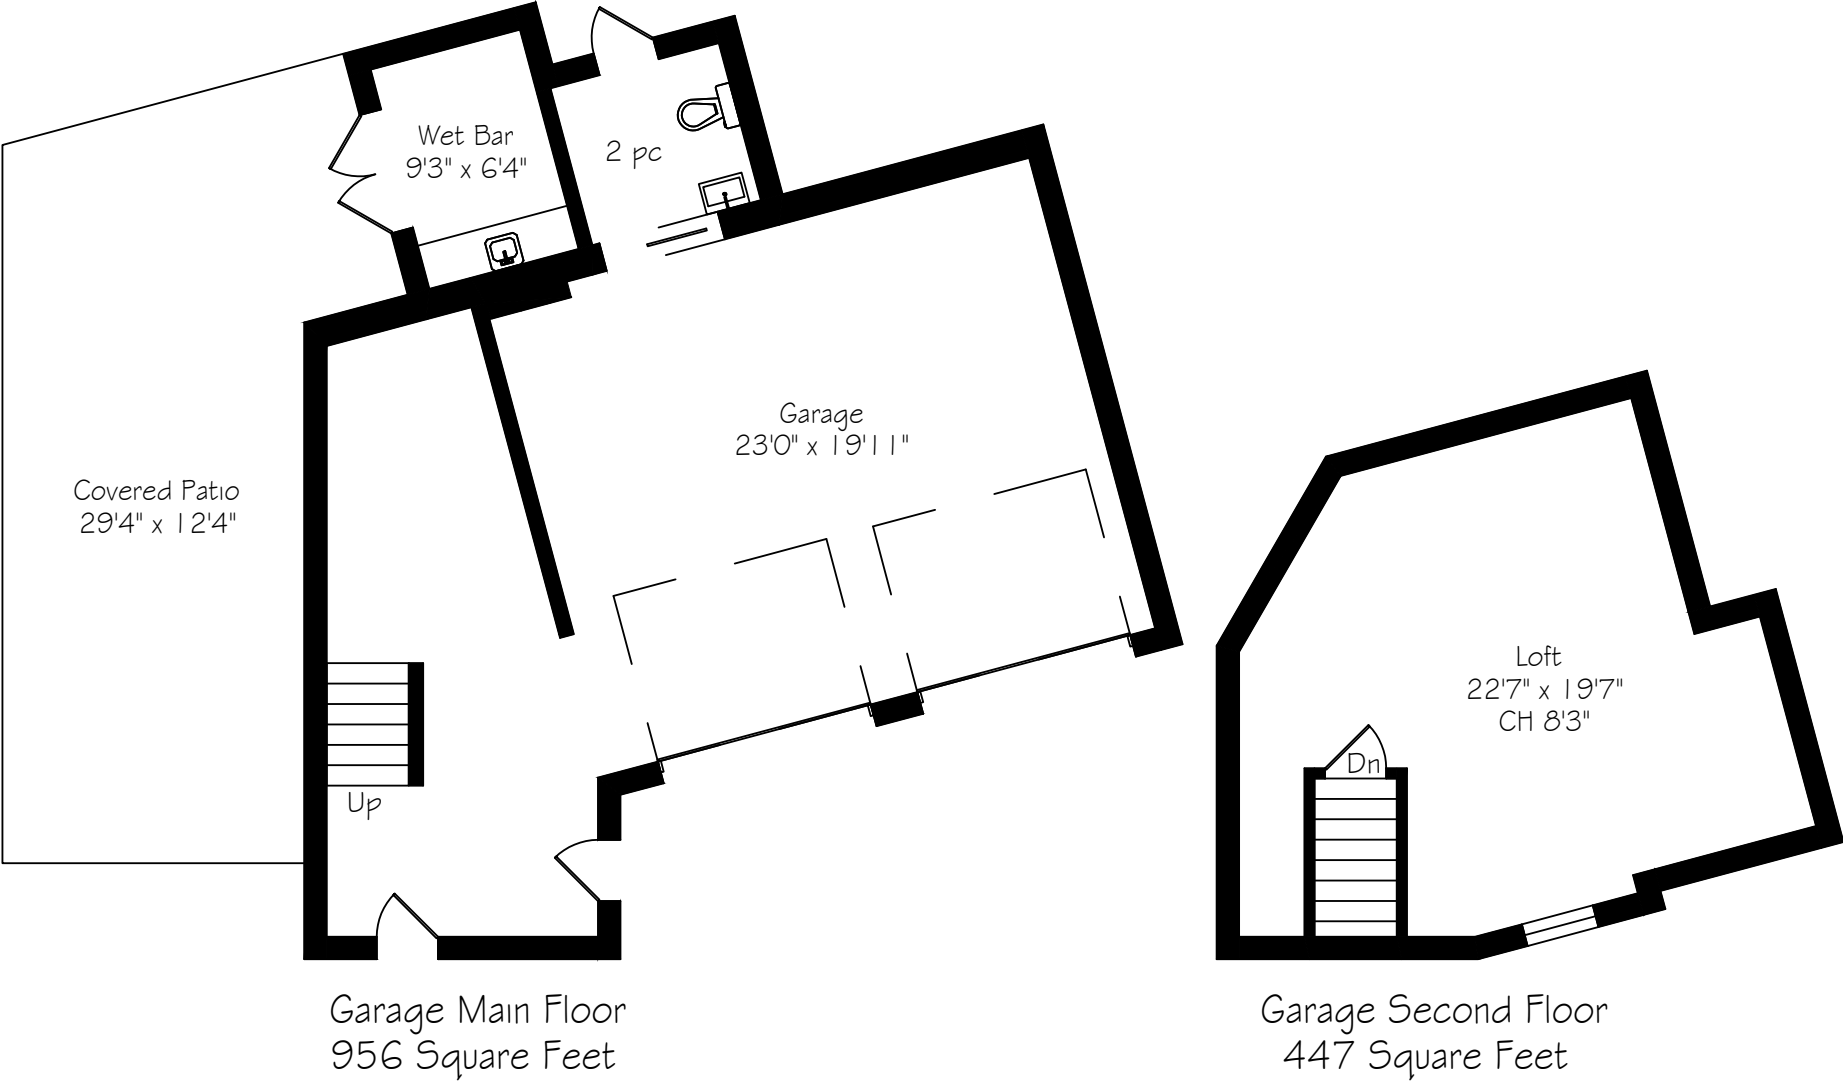 Wet Bar
9'3" x 6'4"
2 pc
Garage
23'0" x 19'11"
Covered Patio
29'4" x 12'4"
Up
Garage Main Floor
956 Square Feet
Loft
22'7" x 19'7"
CH 8'3"
Dn
Garage Second Floor
447 Square Feet